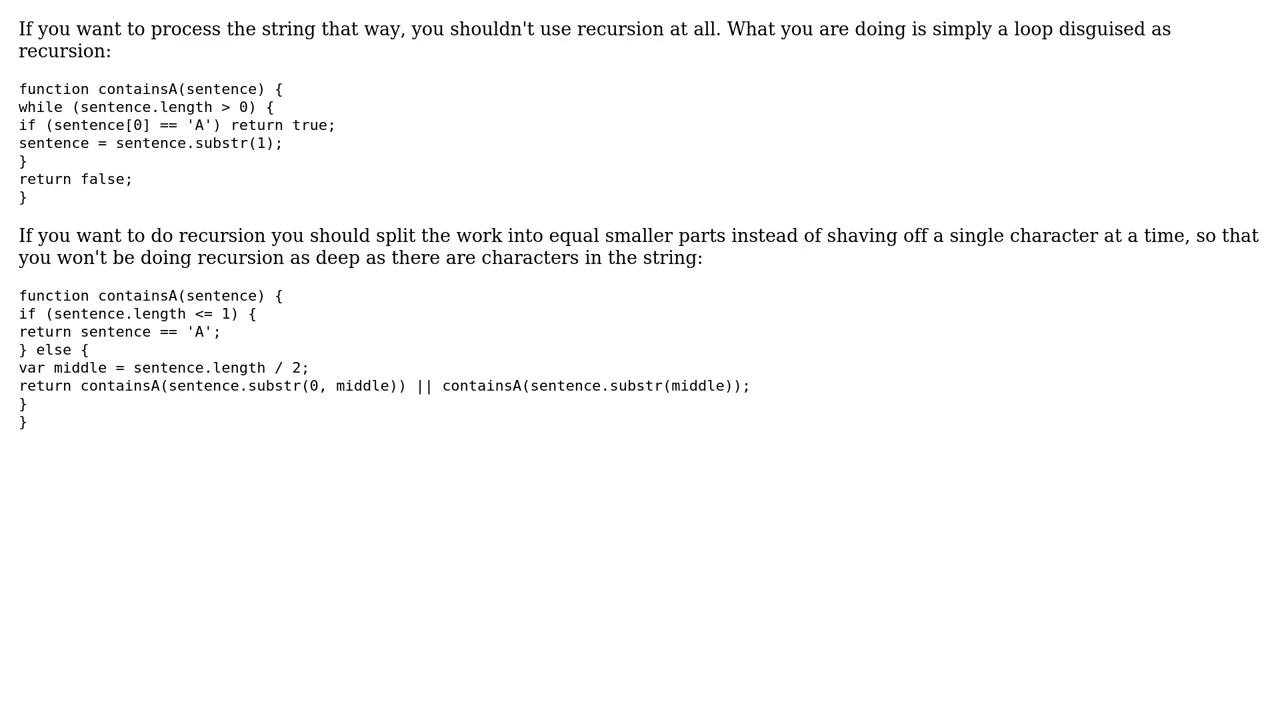 If you want to process the string that way, you shouldn't use recursion at all. What you are doing is simply a loop disguised as
recursion:
function containsA(sentence) {
while (sentence.length > 0) {
if (sentence[0] == 'A') return true;
sentence = sentence.substr(1);
}
return false;
}
If you want to do recursion you should split the work into equal smaller parts instead of shaving off a single character at a time, so that
you won't be doing recursion as deep as there are characters in the string:
function containsA(sentence) {
if (sentence.length <= 1) {
return sentence == 'A';
} else {
var middle = sentence.length / 2;
return containsA(sentence.substr(0, middle)) || containsA(sentence.substr(middle));
}
}